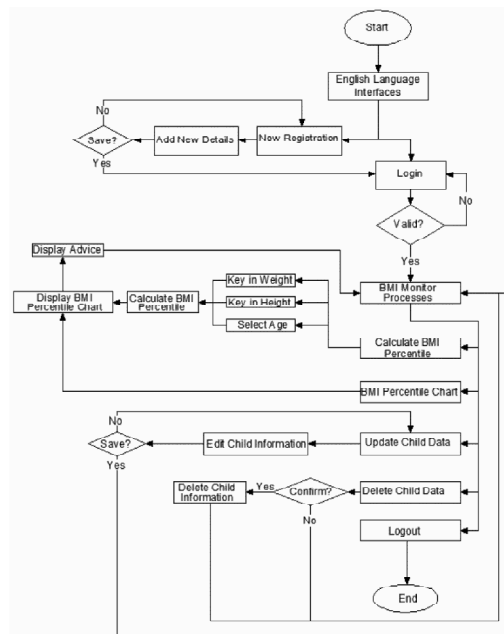 Start
English Language
Interfaces
No
Save?
Add New Details
New Registration
Yes
Login
No
Valid?
Yes
Display Advice
Key in Weight
BMI Monitor
Processes
Display BMI
Percentile Chart
Calculate BMI
Percentile
Key in Height
Select Age
Calculate BMI
Percentile
BMI Percentile Chart
No
Save?
Edit Child Information
Update Child Data
Yes
Delete Child
Information
Yes
Confirm?
Delete Child Data
No
Logout
End